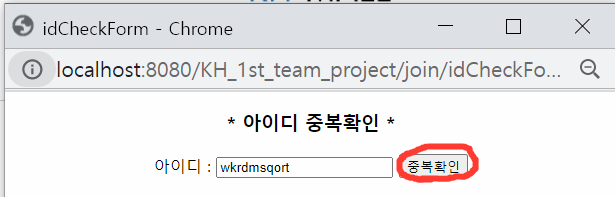 idCheckForm - Chrome
localhost:8080/KH_1st_team_project/join/idCheckFo...
* 아이디 중복확인 *
아이디 : wkrdmsqort 중복확인